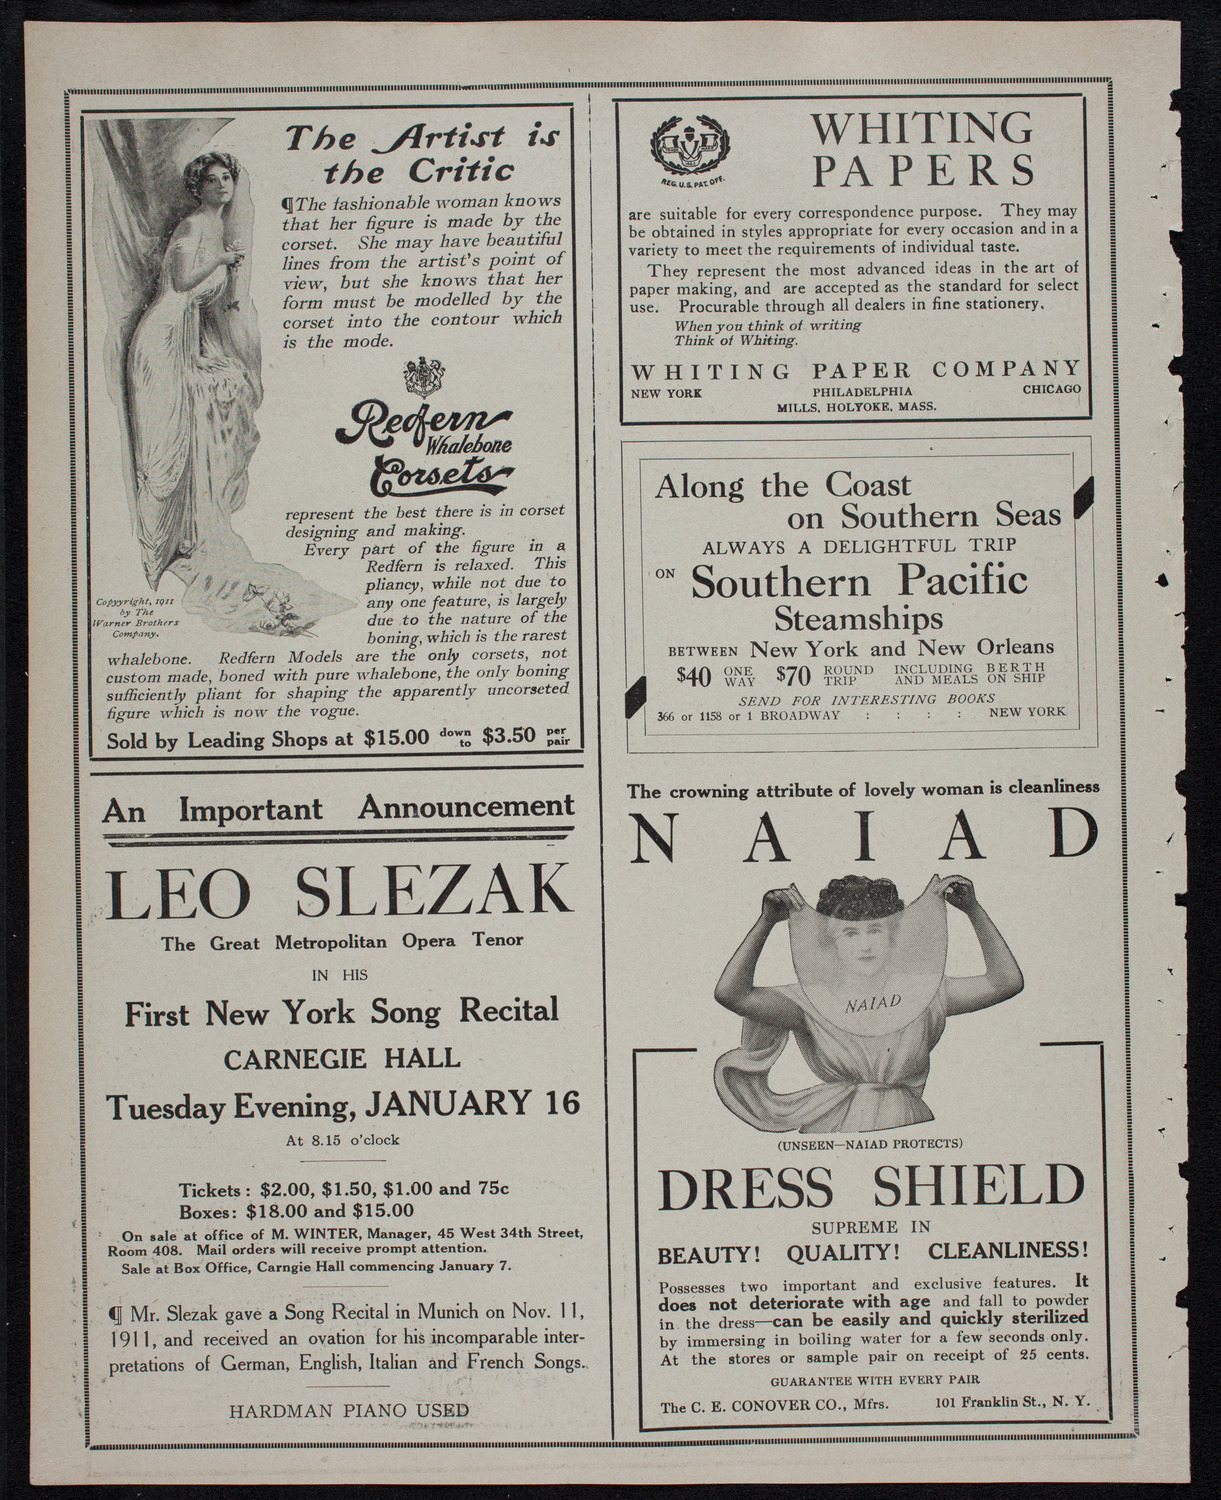 The Artist is
the Critic
¶The fashionable woman knows
that her figure is made by the
corset. She may have beautiful
lines from the artist's point of
view, but she knows that her
form must be modelled by the
corset into the contour which
is the mode.
Redfern
Whalebone
Corsets
represent the best there is in corset
designing and making.
Every part of the figure in a
Redfern is relaxed. This
pliancy, while not due to
any one feature, is largely
due to the nature of the
boning, which is the rarest
whalebone. Redfern Models are the only corsets, not
custom made, boned with pure whalebone, the only boning
sufficiently pliant for shaping the apparently uncorseted
figure which is now the vogue.
Copyyright, 1911
by The
Warner Brothers
Company.
Sold by Leading Shops at $15.00 down to $3.50 per pair
An Important Announcement
LEO SLEZAK
The Great Metropolitan Opera Tenor
IN HIS
First New York Song Recital
CARNEGIE HALL
Tuesday Evening, JANUARY 16
At 8.15 o'clock
Tickets: $2.00, $1.50, $1.00 and 75c
Boxes: $18.00 and $15.00
On sale at office of M. WINTER, Manager, 45 West 34th Street,
Room 408. Mail orders will receive prompt attention.
Sale at Box Office, Carngie Hall commencing January 7.
¶ Mr. Slezak gave a Song Recital in Munich on Nov. 11,
1911, and received an ovation for his incomparable inter-
pretations of German, English, Italian and French Songs.
HARDMAN PIANO USED
REG. U.S. PAT. OFF.
WHITING
PAPERS
are suitable for every correspondence purpose. They may
be obtained in styles appropriate for every occasion and in a
variety to meet the requirements of individual taste.
They represent the most advanced ideas in the art of
paper making, and are accepted as the standard for select
use. Procurable through all dealers in fine stationery.
When you think of writing
Think of Whiting.
WHITING PAPER COMPANY
NEW YORK PHILADELPHIA CHICAGO
MILLS, HOLYOKE, MASS.
Along the Coast
on Southern Seas
ALWAYS A DELIGHTFUL TRIP
ON Southern Pacific
Steamships
BETWEEN New York and New Orleans
$40 ONE WAY $70 ROUND TRIP INCLUDING BERTH AND MEALS ON SHIP
SEND FOR INTERESTING BOOKS
366 or 1158 or 1 BROADWAY : : : : NEW YORK
The crowning attribute of lovely woman is cleanliness
NAIAD
NAIAD
(UNSEEN—NAIAD PROTECTS)
DRESS SHIELD
SUPREME IN
BEAUTY! QUALITY! CLEANLINESS!
Possesses two important and exclusive features. It
does not deteriorate with age and fall to powder
in the dress—can be easily and quickly sterilized
by immersing in boiling water for a few seconds only.
At the stores or sample pair on receipt of 25 cents.
GUARANTEE WITH EVERY PAIR
The C. E. CONOVER CO., Mfrs. 101 Franklin St., N. Y.